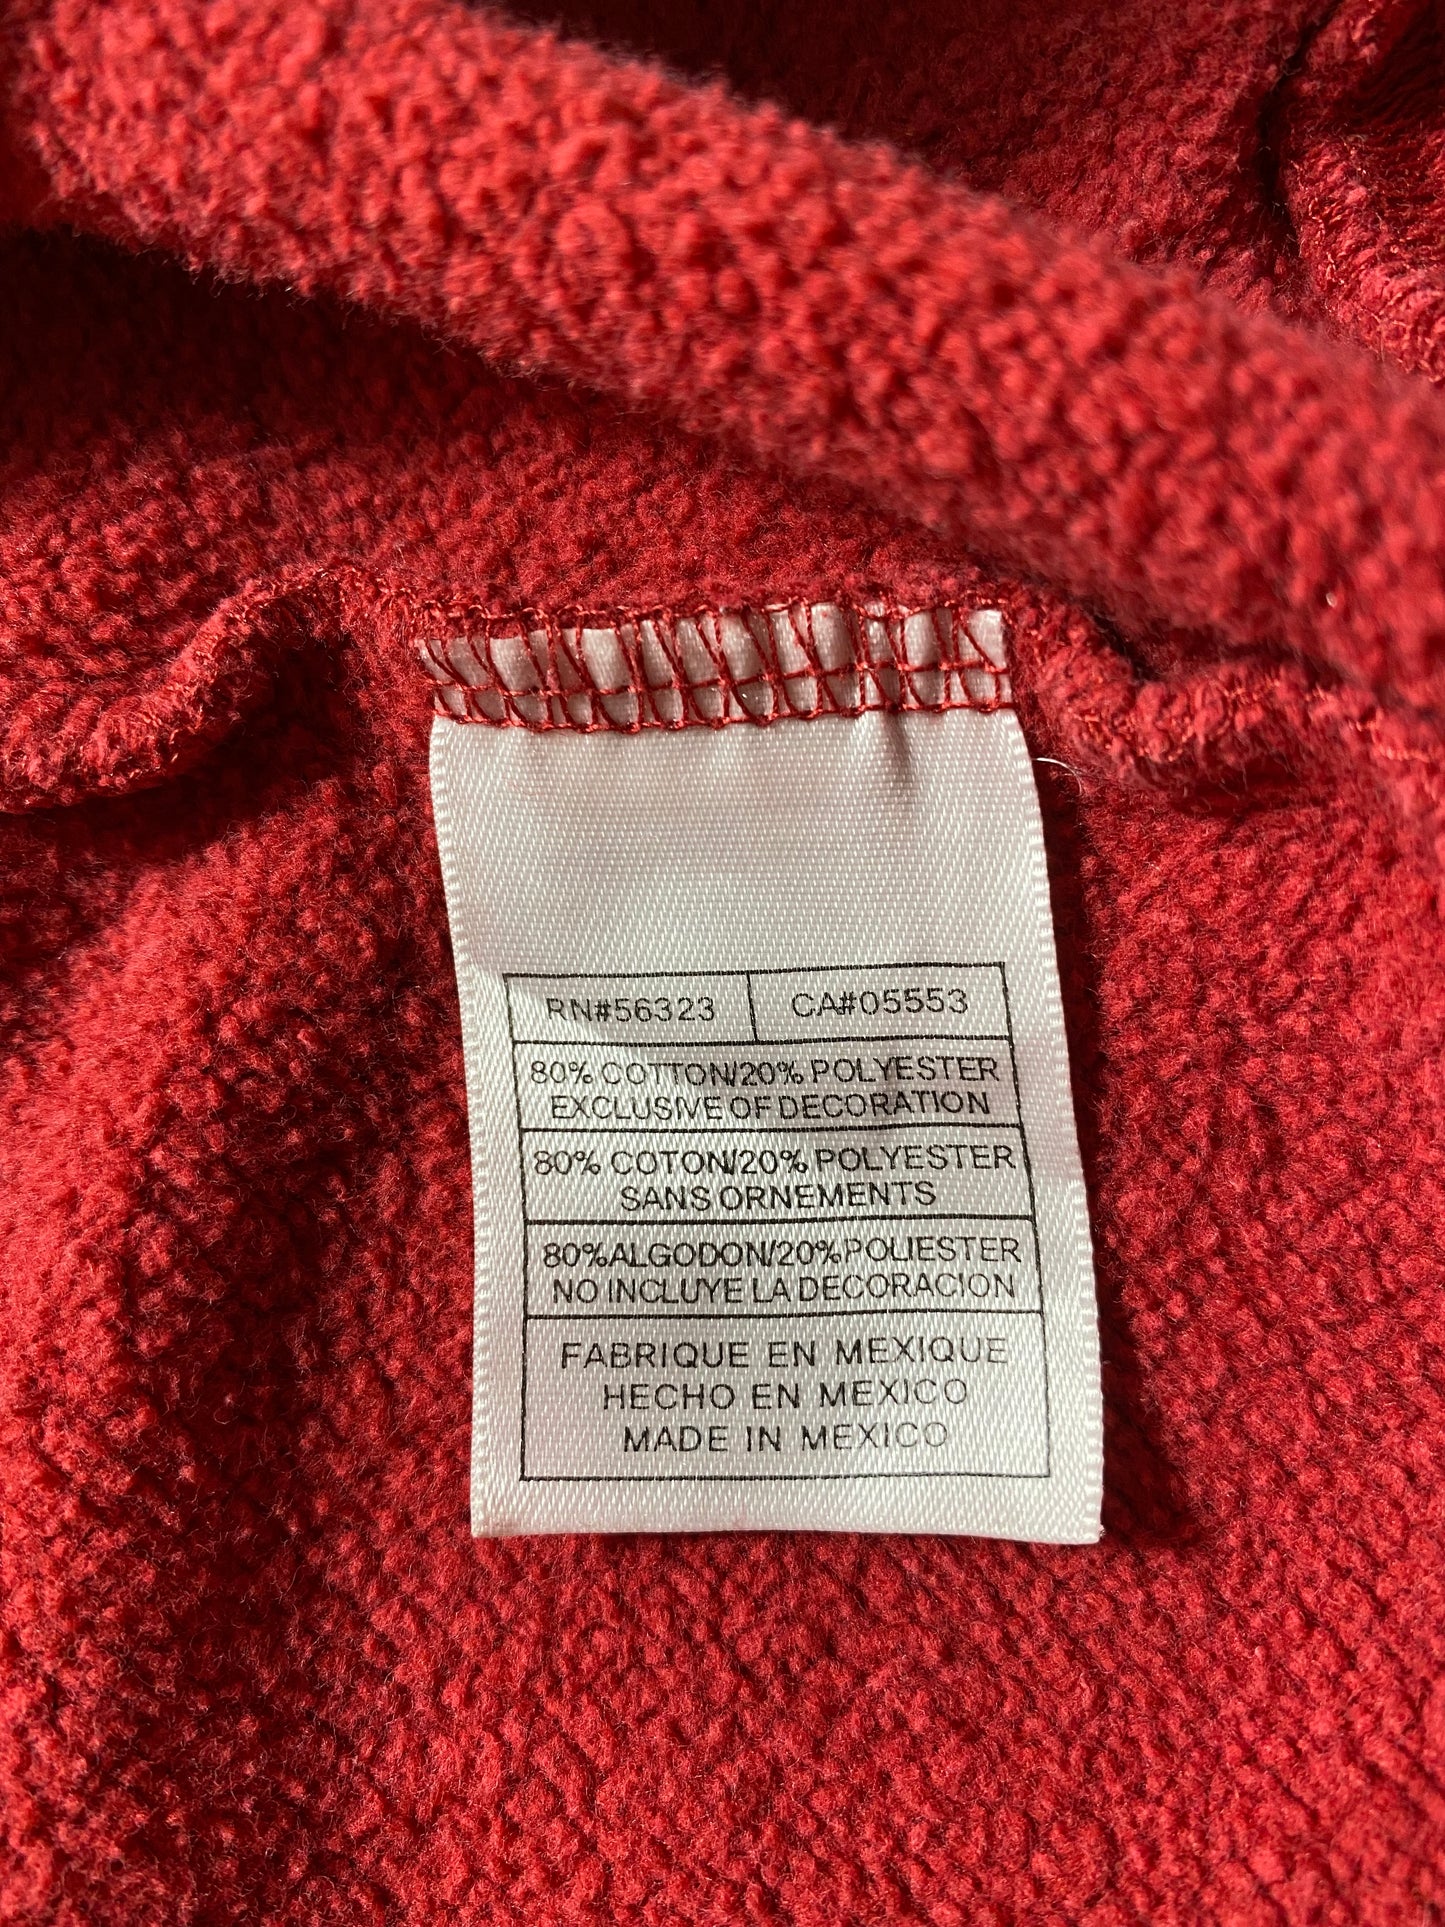 RN#56323 CA#05553
80% COTTON/20% POLYESTER
EXCLUSIVE OF DECORATION
80% COTON/20% POLYESTER
SANS ORNEMENTS
80% ALGODON/20% POLIESTER
NO INCLUYE LA DECORACION
FABRIQUE EN MEXIQUE
HECHO EN MEXICO
MADE IN MEXICO